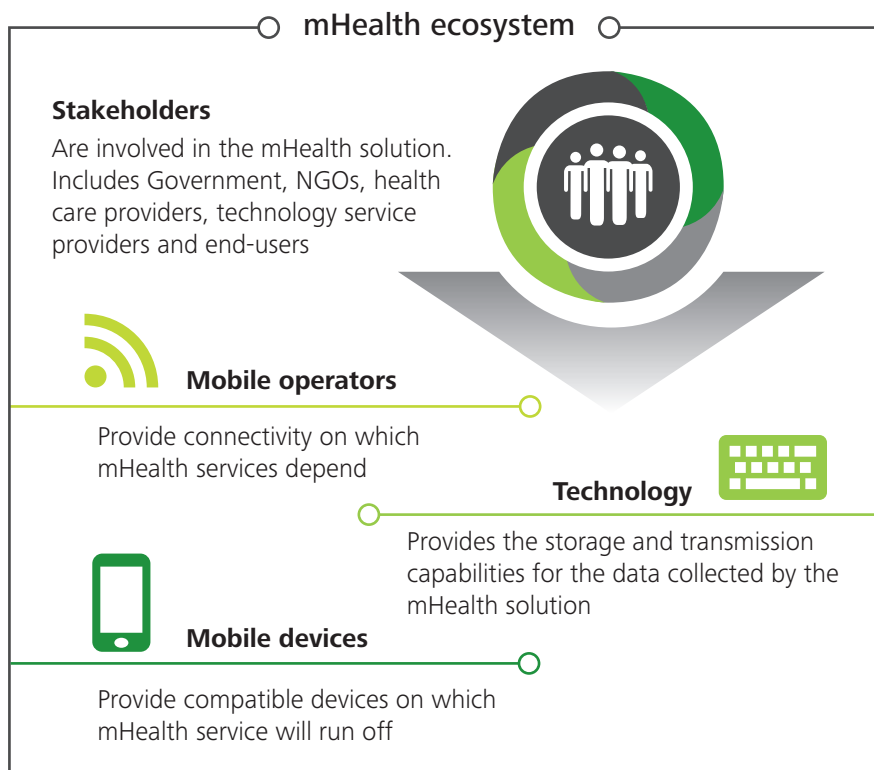 mHealth ecosystem
Stakeholders
Are involved in the mHealth solution.
Includes Government, NGOs, health
care providers, technology service
providers and end-users
Mobile operators
Provide connectivity on which
mHealth services depend
Technology
Provides the storage and transmission
capabilities for the data collected by the
mHealth solution
Mobile devices
Provide compatible devices on which
mHealth service will run off